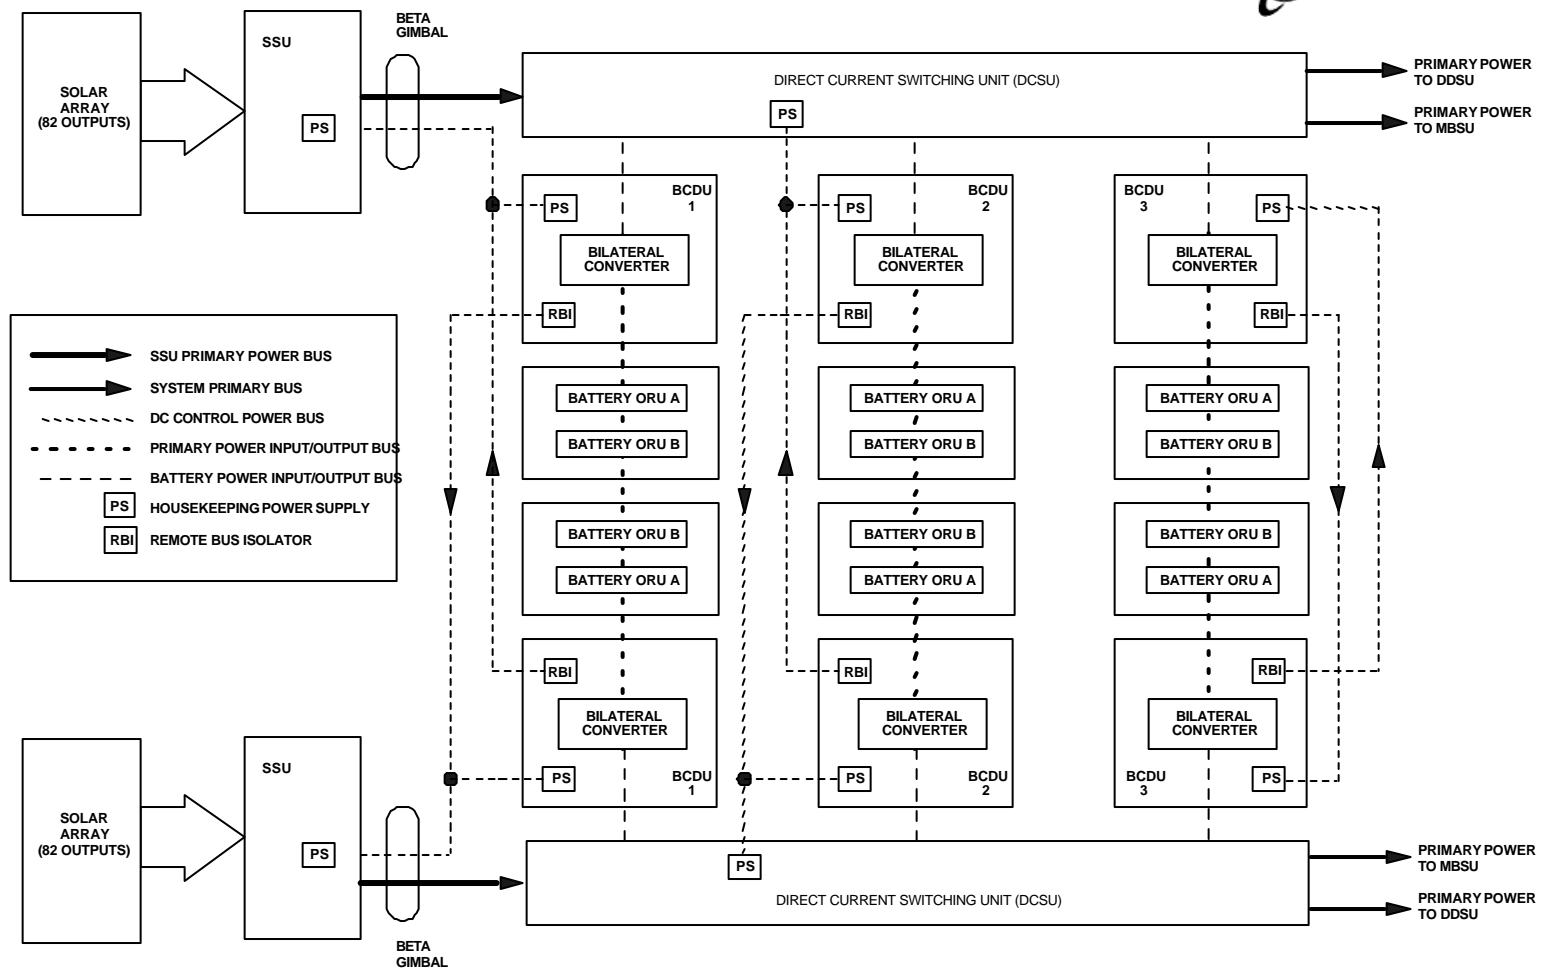 BETA
GIMBAL
SOLAR
ARRAY
(82 OUTPUTS)
SSU
PS
DIRECT CURRENT SWITCHING UNIT (DCSU)
PS
PRIMARY POWER
TO DDSU
PRIMARY POWER
TO MBSU
BCDU
1
PS
BILATERAL
CONVERTER
RBI
BCDU
2
PS
BILATERAL
CONVERTER
RBI
BCDU
3
PS
BILATERAL
CONVERTER
RBI
SSU PRIMARY POWER BUS
SYSTEM PRIMARY BUS
DC CONTROL POWER BUS
PRIMARY POWER INPUT/OUTPUT BUS
BATTERY POWER INPUT/OUTPUT BUS
PS HOUSEKEEPING POWER SUPPLY
RBI REMOTE BUS ISOLATOR
BATTERY ORU A
BATTERY ORU B
BATTERY ORU A
BATTERY ORU B
BATTERY ORU A
BATTERY ORU B
BATTERY ORU B
BATTERY ORU A
BATTERY ORU B
BATTERY ORU A
BATTERY ORU B
BATTERY ORU A
RBI
BILATERAL
CONVERTER
PS
BCDU
1
RBI
BILATERAL
CONVERTER
PS
BCDU
2
RBI
BILATERAL
CONVERTER
PS
BCDU
3
SOLAR
ARRAY
(82 OUTPUTS)
SSU
PS
BETA
GIMBAL
PS
DIRECT CURRENT SWITCHING UNIT (DCSU)
PRIMARY POWER
TO MBSU
PRIMARY POWER
TO DDSU